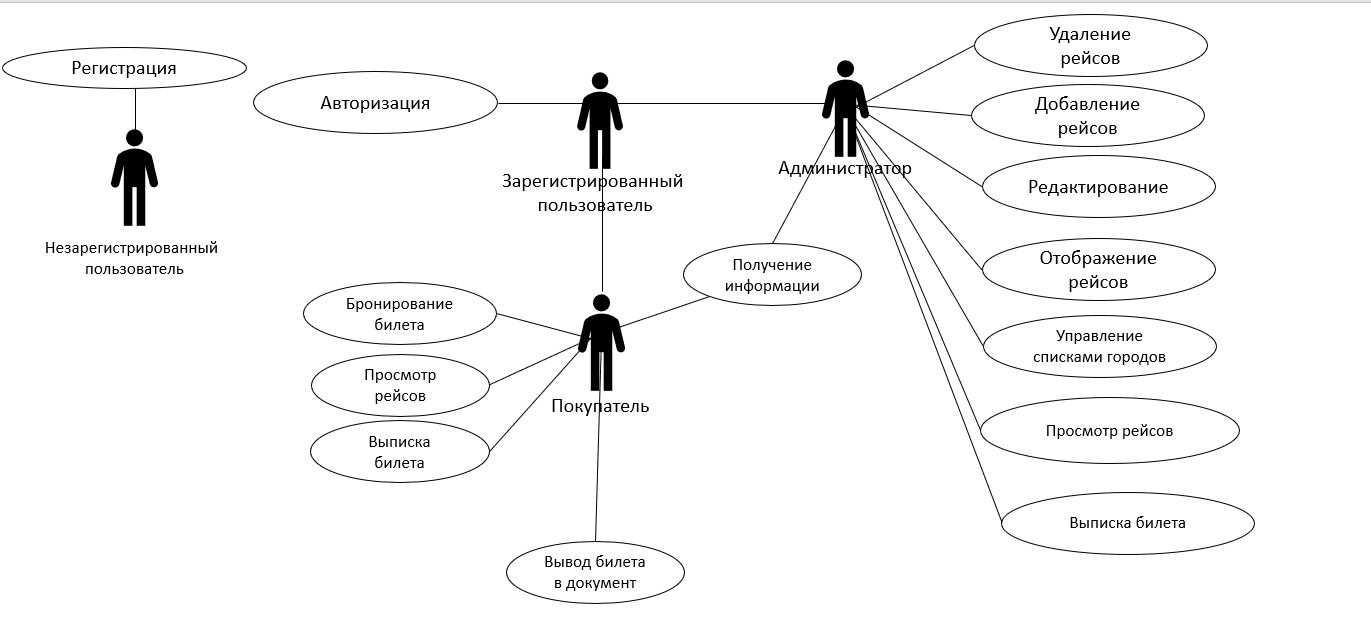 Регистрация
Незарегистрированный
пользователь
Авторизация
Зарегистрированный
пользователь
Администратор
Удаление
рейсов
Добавление
рейсов
Редактирование
Отображение
рейсов
Управление
списками городов
Просмотр рейсов
Выписка билета
Получение
информации
Бронирование
билета
Просмотр
рейсов
Выписка
билета
Покупатель
Вывод билета
в документ